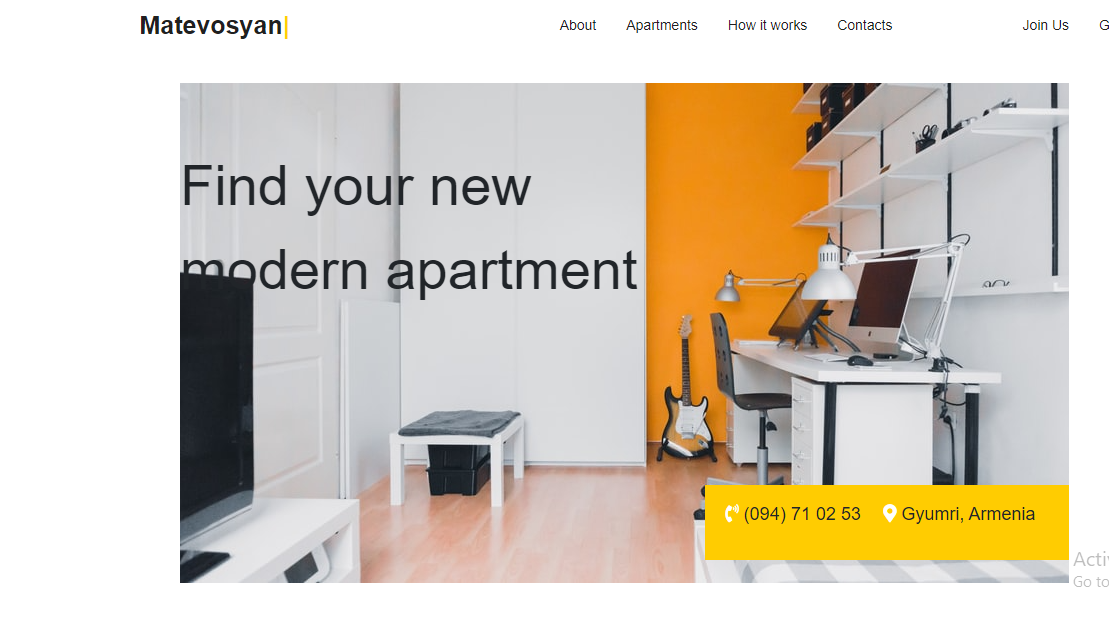 Matevosyan|
About Apartments How it works Contacts Join Us G
Find your new
modern apartment
(094) 71 02 53 Gyumri, Armenia
Go to